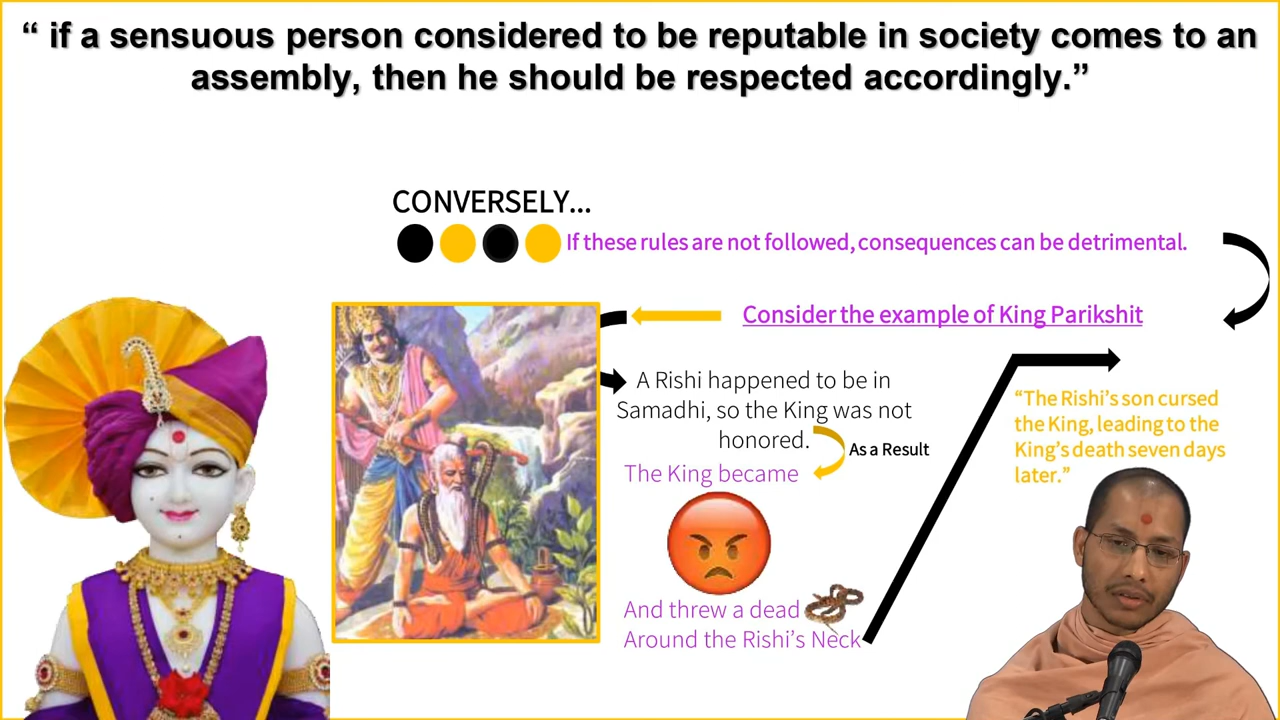 “ if a sensuous person considered to be reputable in society comes to an
assembly, then he should be respected accordingly.”
CONVERSELY...
If these rules are not followed, consequences can be detrimental.
Consider the example of King Parikshit
A Rishi happened to be in
Samadhi, so the King was not
honored.
As a Result
The King became
And threw a dead
Around the Rishi’s Neck
“The Rishi’s son cursed
the King, leading to the
King’s death seven days
later.”